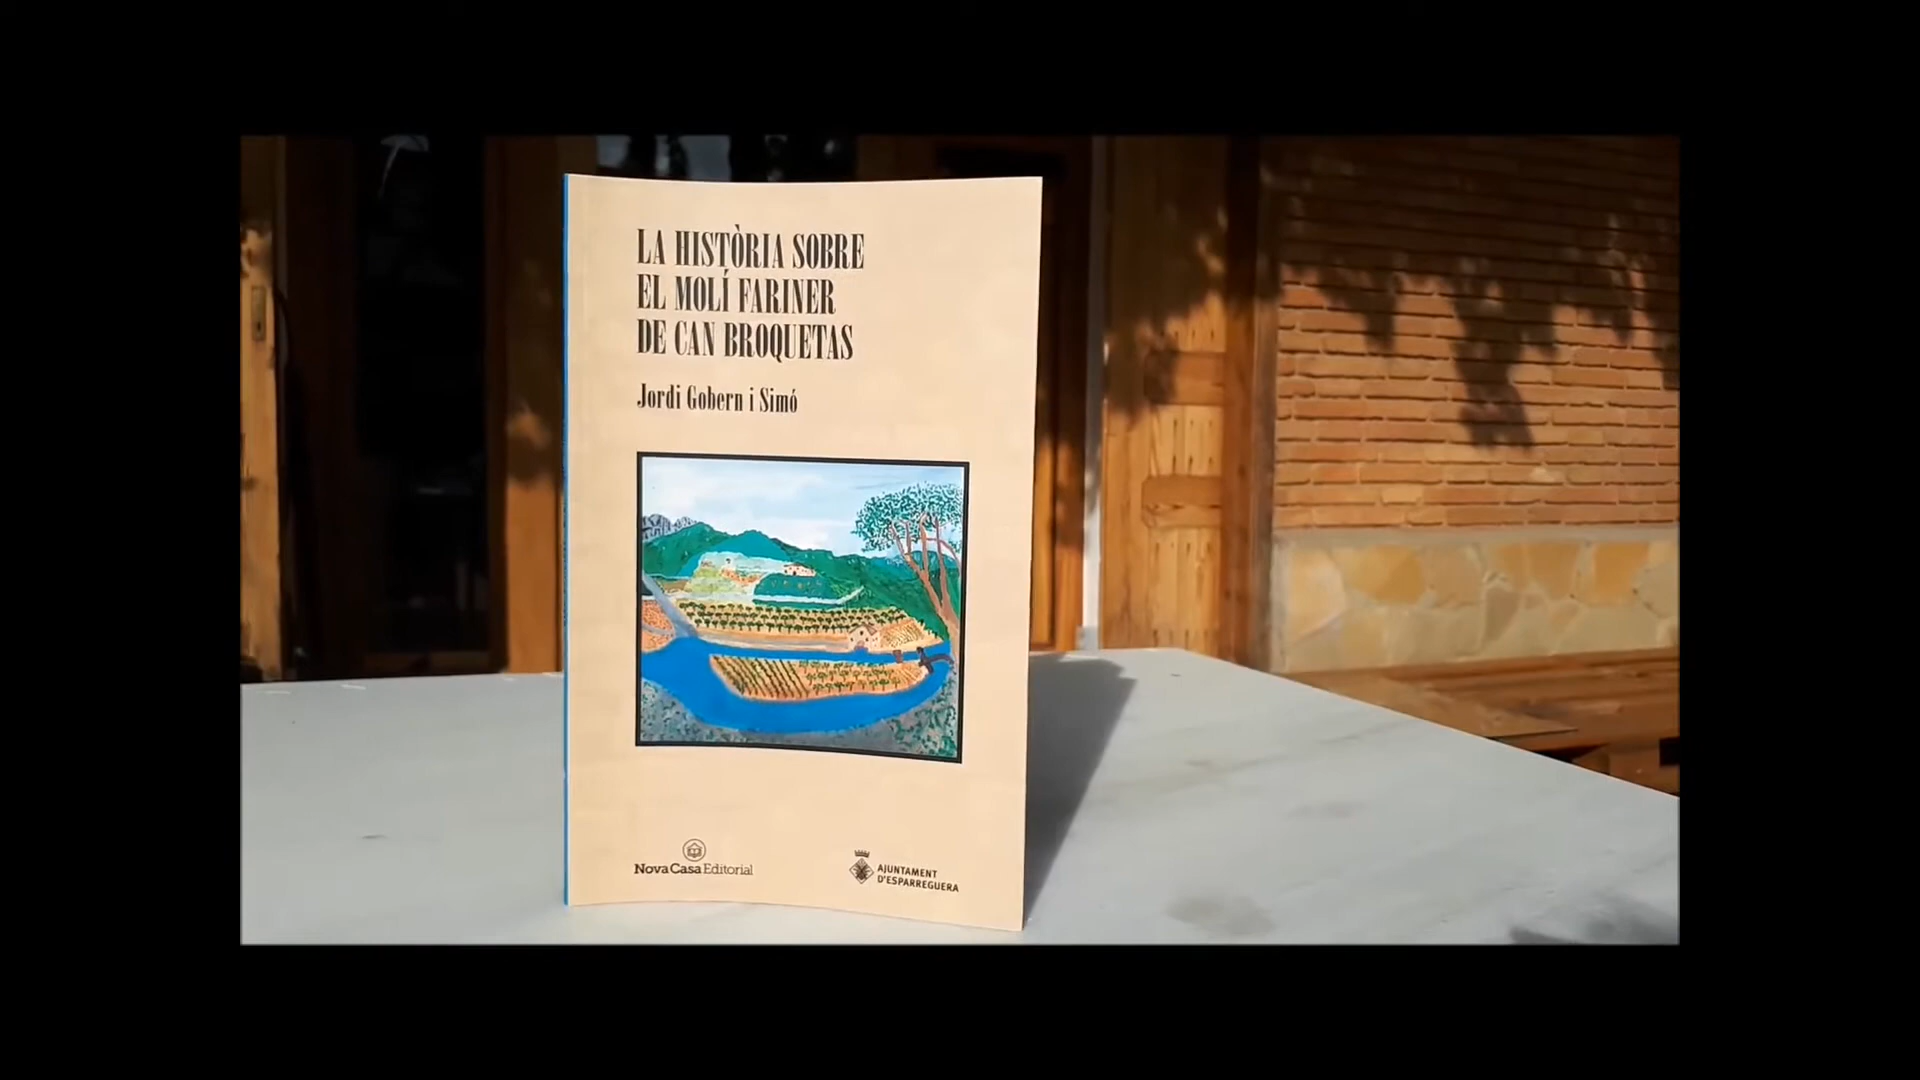 LA HISTÒRIA SOBRE
EL MOLÍ FARINER
DE CAN BROQUETAS
Jordi Gobern i Simó
Nova Casa Editorial
AJUNTAMENT
D'ESPARREGUERA